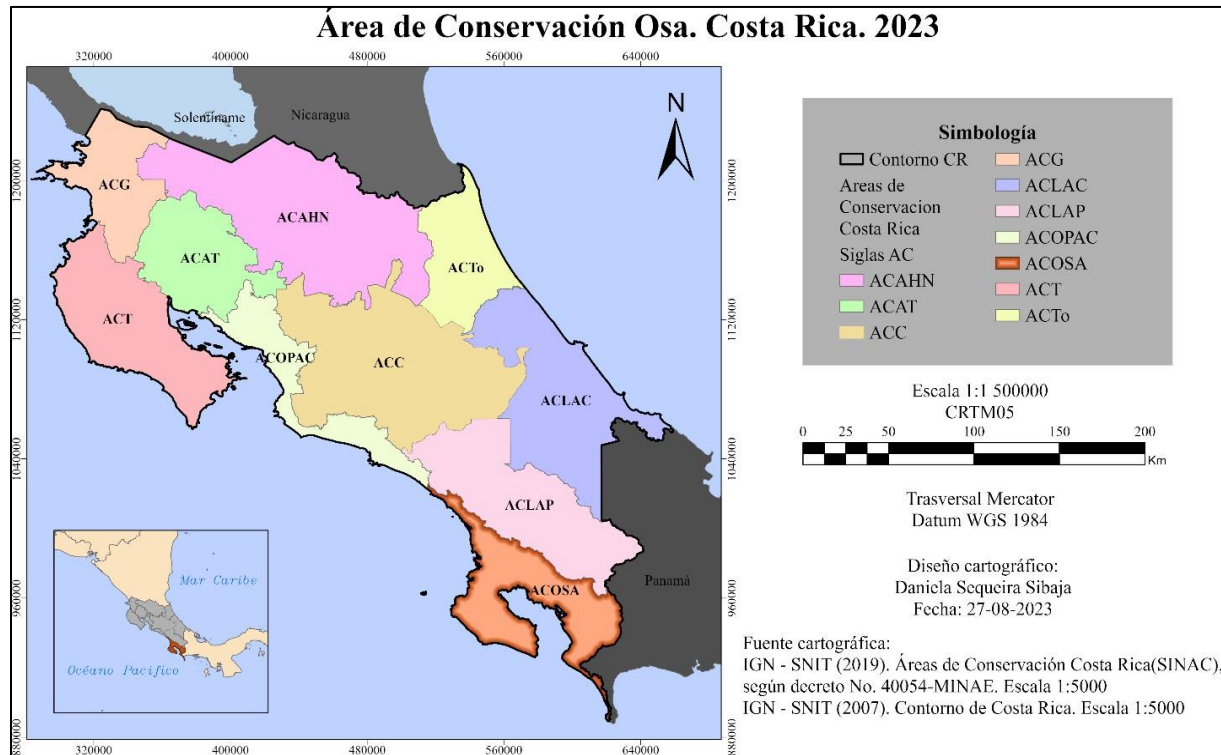 Área de Conservación Osa. Costa Rica. 2023
320000
400000
480000
560000
640000
Solentiname
Nicaragua
N
1200000
1200000
ACG
ACAHN
ACAT
ACTo
1120000
1120000
ACT
ACOPAC
ACC
ACLAC
1040000
1040000
ACLAP
Mar Caribe
Océano Pacífico
ACOSA
Panamá
960000
960000
880000
880000
320000
400000
480000
560000
640000
Simbología
Contorno CR
Areas de
Conservacion
Costa Rica
Siglas AC
ACAHN
ACAT
ACC
ACG
ACLAC
ACLAP
ACOPAC
ACOSA
ACT
ACTo
Escala 1:1 500000
CRTM05
0 25 50 100 150 200
Km
Trasversal Mercator
Datum WGS 1984
Diseño cartográfico:
Daniela Sequeira Sibaja
Fecha: 27-08-2023
Fuente cartográfica:
IGN - SNIT (2019). Áreas de Conservación Costa Rica(SINAC),
según decreto No. 40054-MINAE. Escala 1:5000
IGN - SNIT (2007). Contorno de Costa Rica. Escala 1:5000